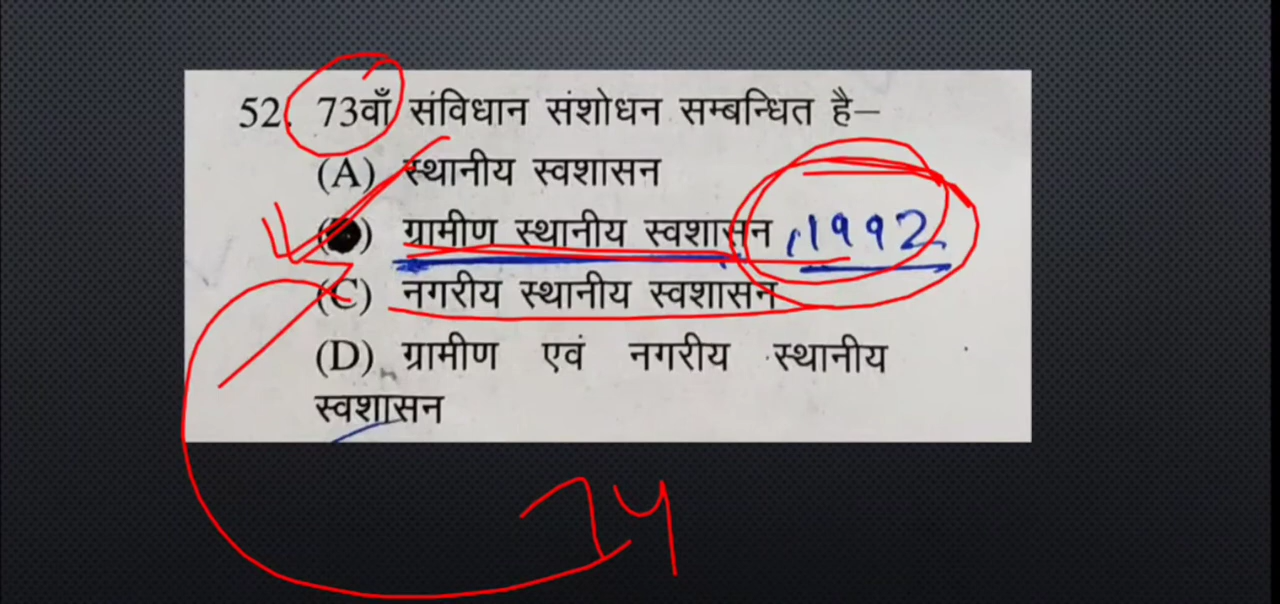 52. 73वाँ संविधान संशोधन सम्बन्धित है–
(A) स्थानीय स्वशासन
ग्रामीण स्थानीय स्वशासन, 1992
(C) नगरीय स्थानीय स्वशासन
(D) ग्रामीण एवं नगरीय स्थानीय
स्वशासन
74